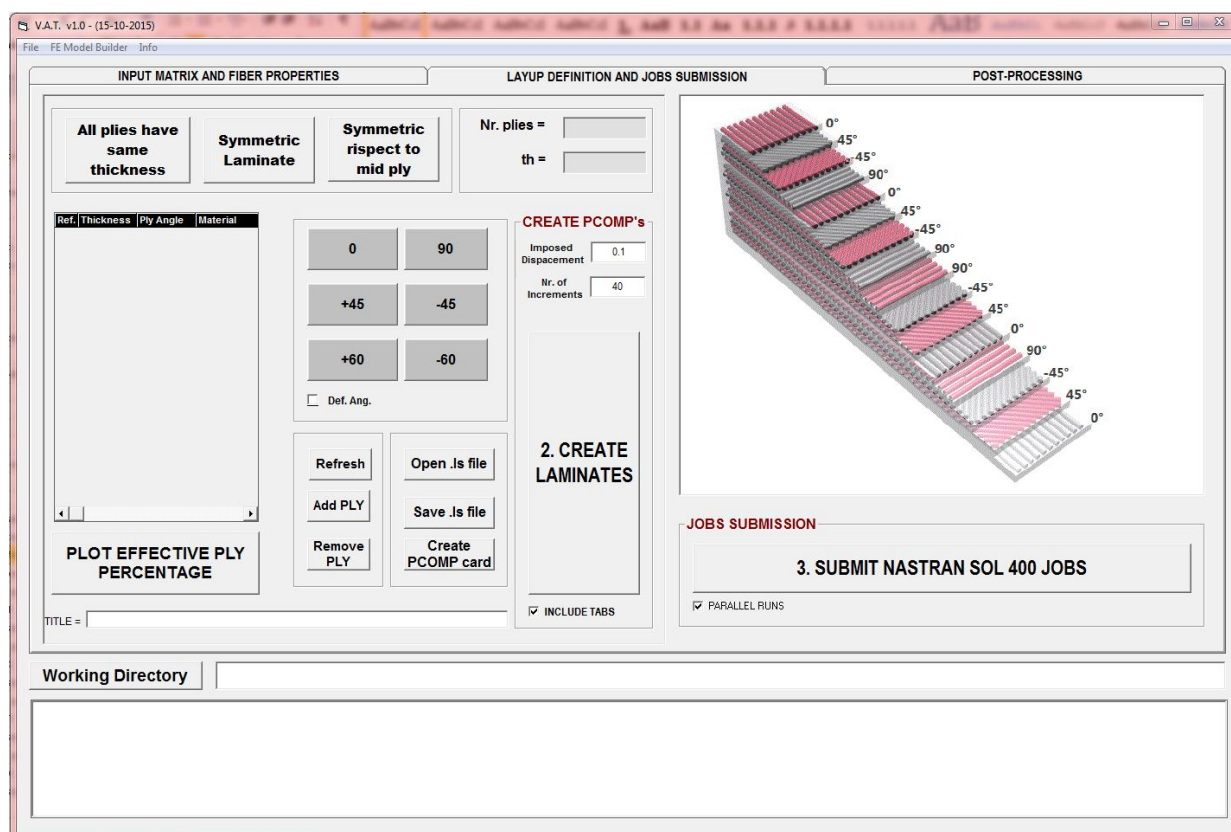 V.A.T. v1.0 - (15-10-2015)
File FE Model Builder Info
INPUT MATRIX AND FIBER PROPERTIES
LAYUP DEFINITION AND JOBS SUBMISSION
POST-PROCESSING
All plies have
same
thickness
Symmetric
Laminate
Symmetric
rispect to
mid ply
Nr. plies =
th =
Ref. Thickness Ply Angle Material
0 90
+45 -45
+60 -60
Def. Ang.
CREATE PCOMP's
Imposed
Dispacement
0.1
Nr. of
Increments
40
2. CREATE
LAMINATES
INCLUDE TABS
Refresh
Add PLY
Remove
PLY
Open .ls file
Save .ls file
Create
PCOMP card
PLOT EFFECTIVE PLY
PERCENTAGE
TITLE =
0°
45°
-45°
90°
0°
45°
-45°
90°
90°
-45°
45°
0°
90°
-45°
45°
0°
JOBS SUBMISSION
3. SUBMIT NASTRAN SOL 400 JOBS
PARALLEL RUNS
Working Directory